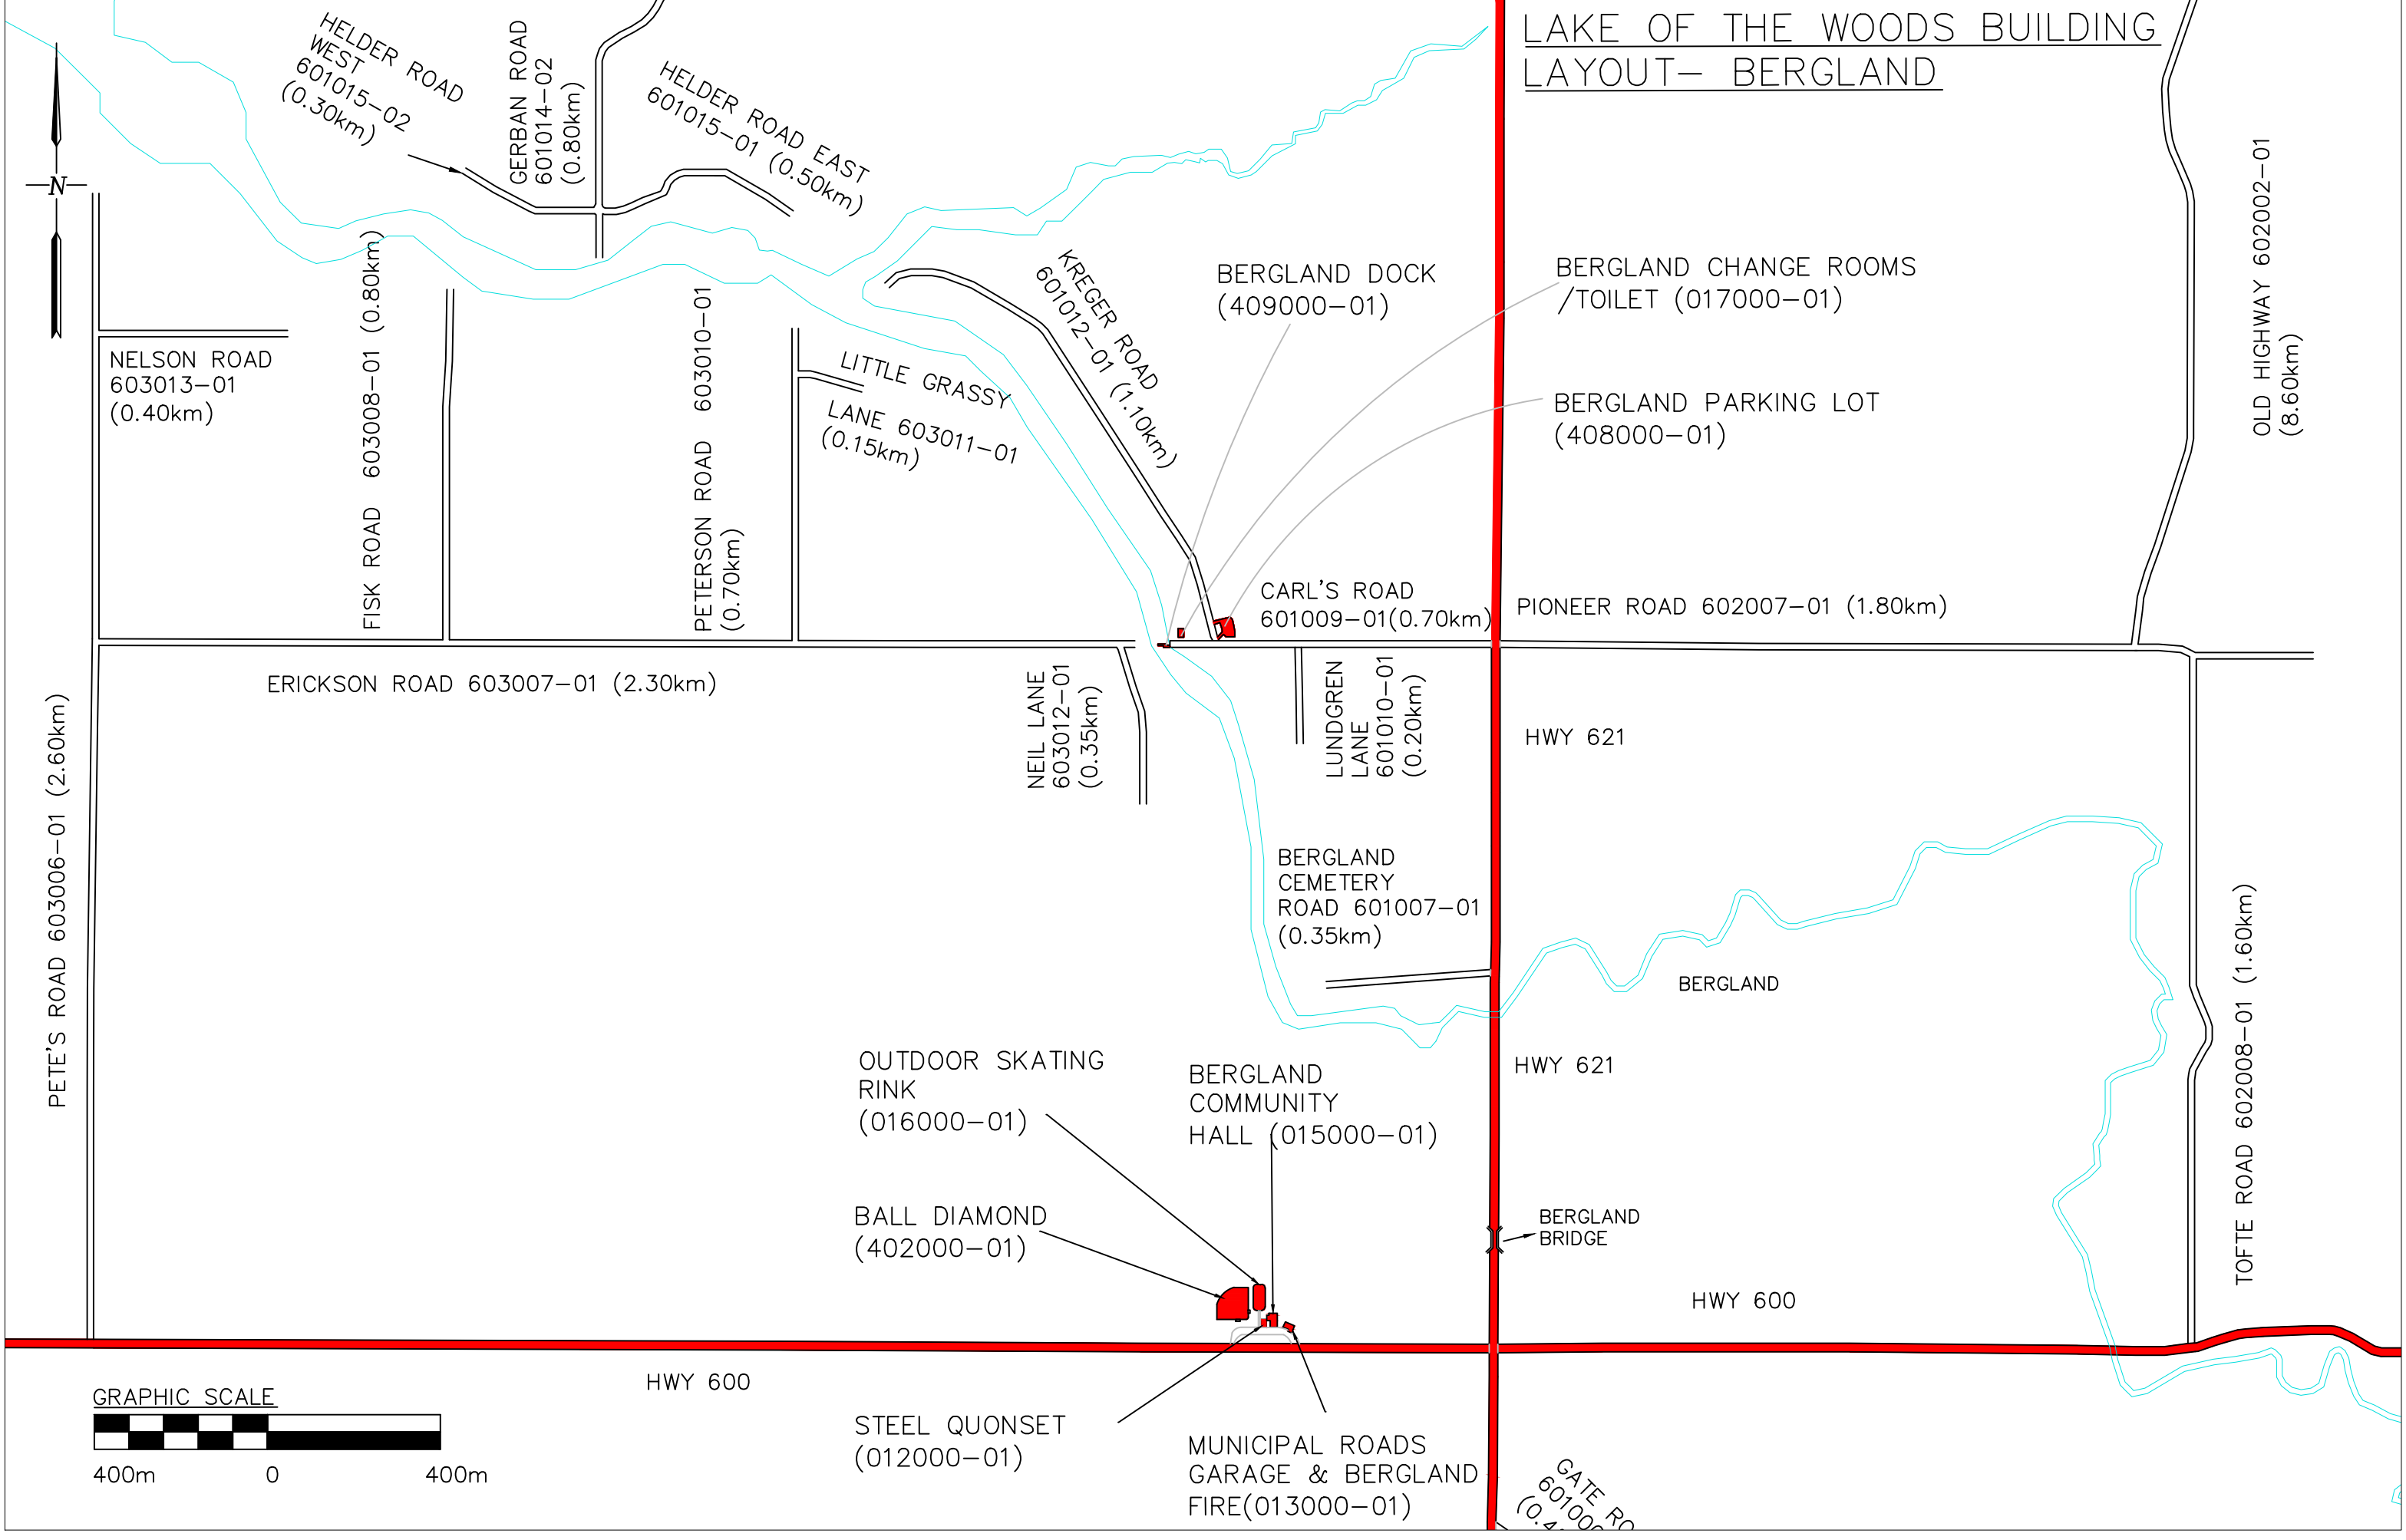 LAKE OF THE WOODS BUILDING
LAYOUT- BERGLAND
HELDER ROAD
WEST
601015-02
(0.30km)
GERBAN ROAD
601014-02
(0.80km)
HELDER ROAD EAST
601015-01 (0.50km)
N
OLD HIGHWAY 602002-01
(8.60km)
KREGER ROAD
601012-01 (1.10km)
BERGLAND DOCK
(409000-01)
BERGLAND CHANGE ROOMS
/TOILET (017000-01)
BERGLAND PARKING LOT
(408000-01)
NELSON ROAD
603013-01
(0.40km)
FISK ROAD 603008-01 (0.80km)
PETERSON ROAD 603010-01
(0.70km)
LITTLE GRASSY
LANE 603011-01
(0.15km)
CARL'S ROAD
601009-01(0.70km)
PIONEER ROAD 602007-01 (1.80km)
ERICKSON ROAD 603007-01 (2.30km)
NEIL LANE
603012-01
(0.35km)
LUNDGREN
LANE
601010-01
(0.20km)
HWY 621
PETE'S ROAD 603006-01 (2.60km)
BERGLAND
CEMETERY
ROAD 601007-01
(0.35km)
BERGLAND
TOFTE ROAD 602008-01 (1.60km)
OUTDOOR SKATING
RINK
(016000-01)
BERGLAND
COMMUNITY
HALL (015000-01)
HWY 621
BALL DIAMOND
(402000-01)
BERGLAND
BRIDGE
HWY 600
HWY 600
GRAPHIC SCALE
400m 0 400m
STEEL QUONSET
(012000-01)
MUNICIPAL ROADS
GARAGE & BERGLAND
FIRE(013000-01)
GATE